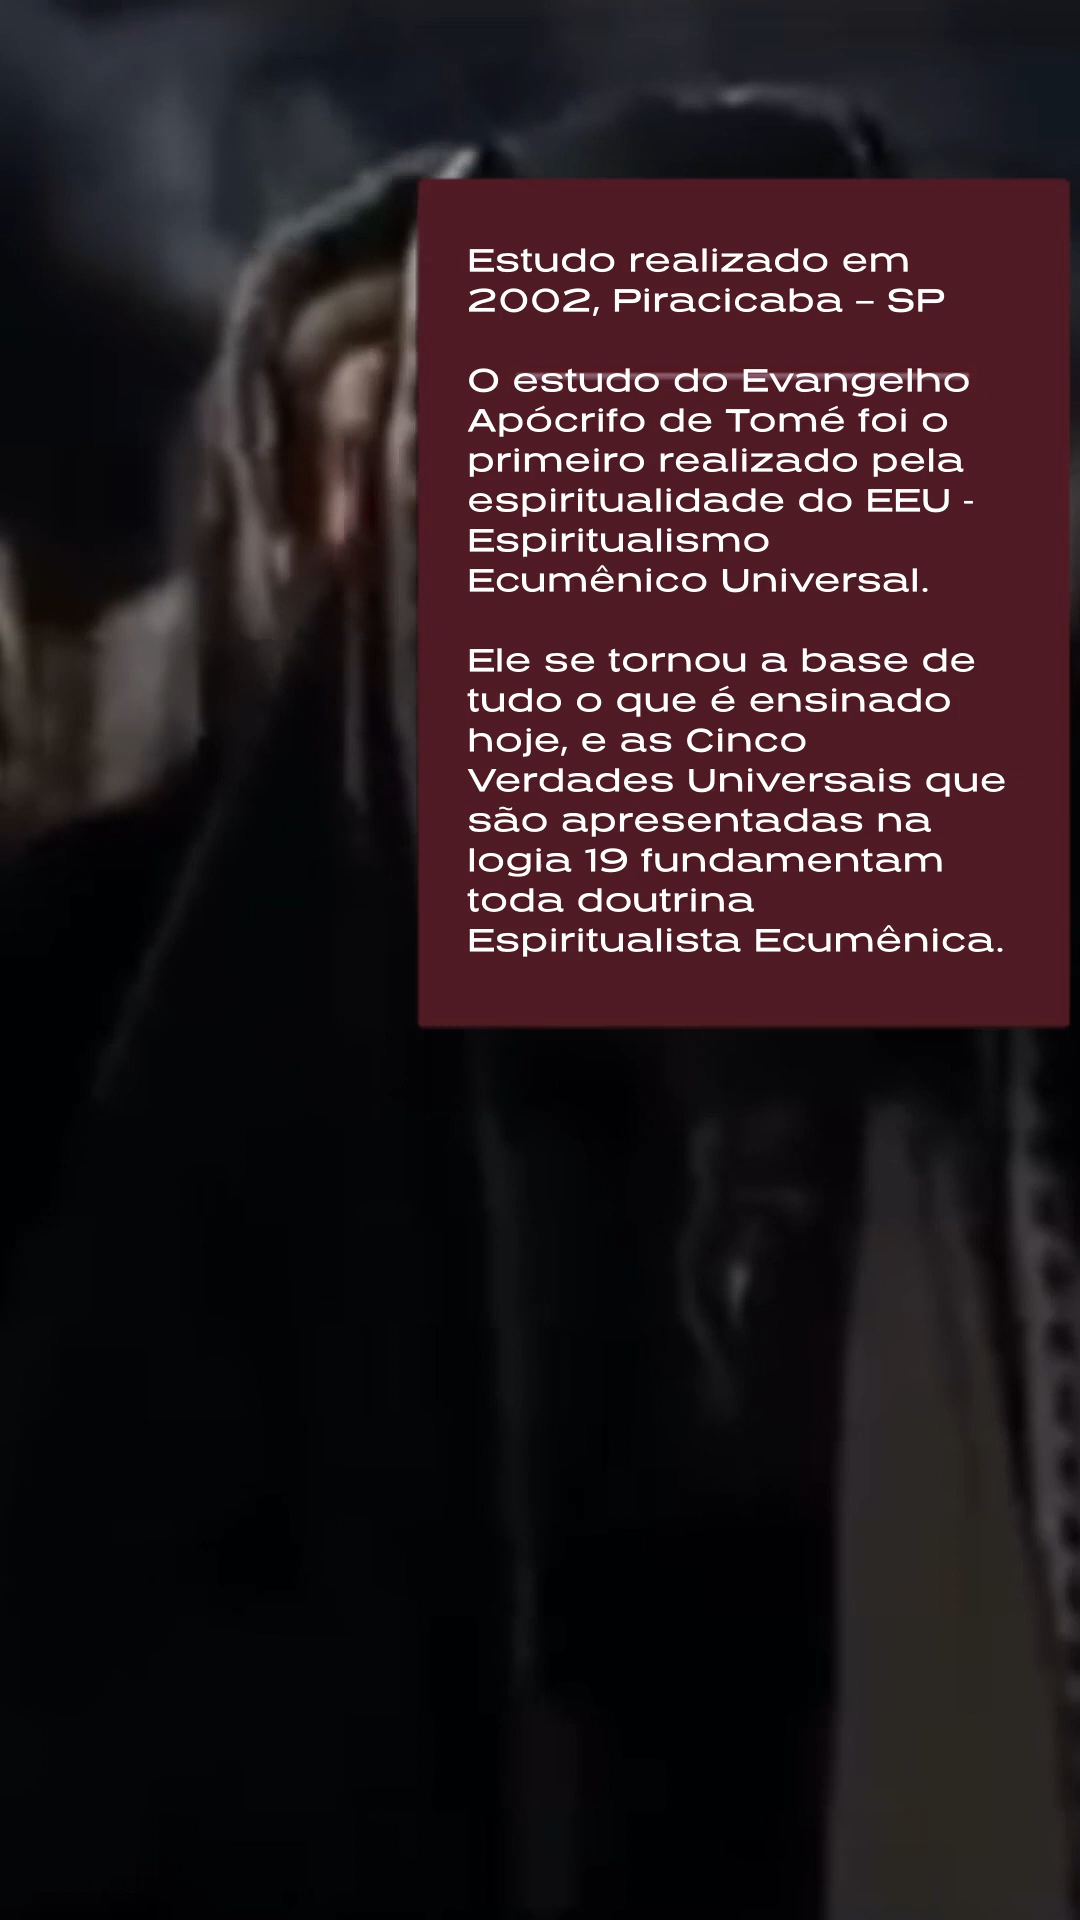 Estudo realizado em
2002, Piracicaba – SP
O estudo do Evangelho
Apócrifo de Tomé foi o
primeiro realizado pela
espiritualidade do EEU -
Espiritualismo
Ecumênico Universal.
Ele se tornou a base de
tudo o que é ensinado
hoje, e as Cinco
Verdades Universais que
são apresentadas na
logia 19 fundamentam
toda doutrina
Espiritualista Ecumênica.